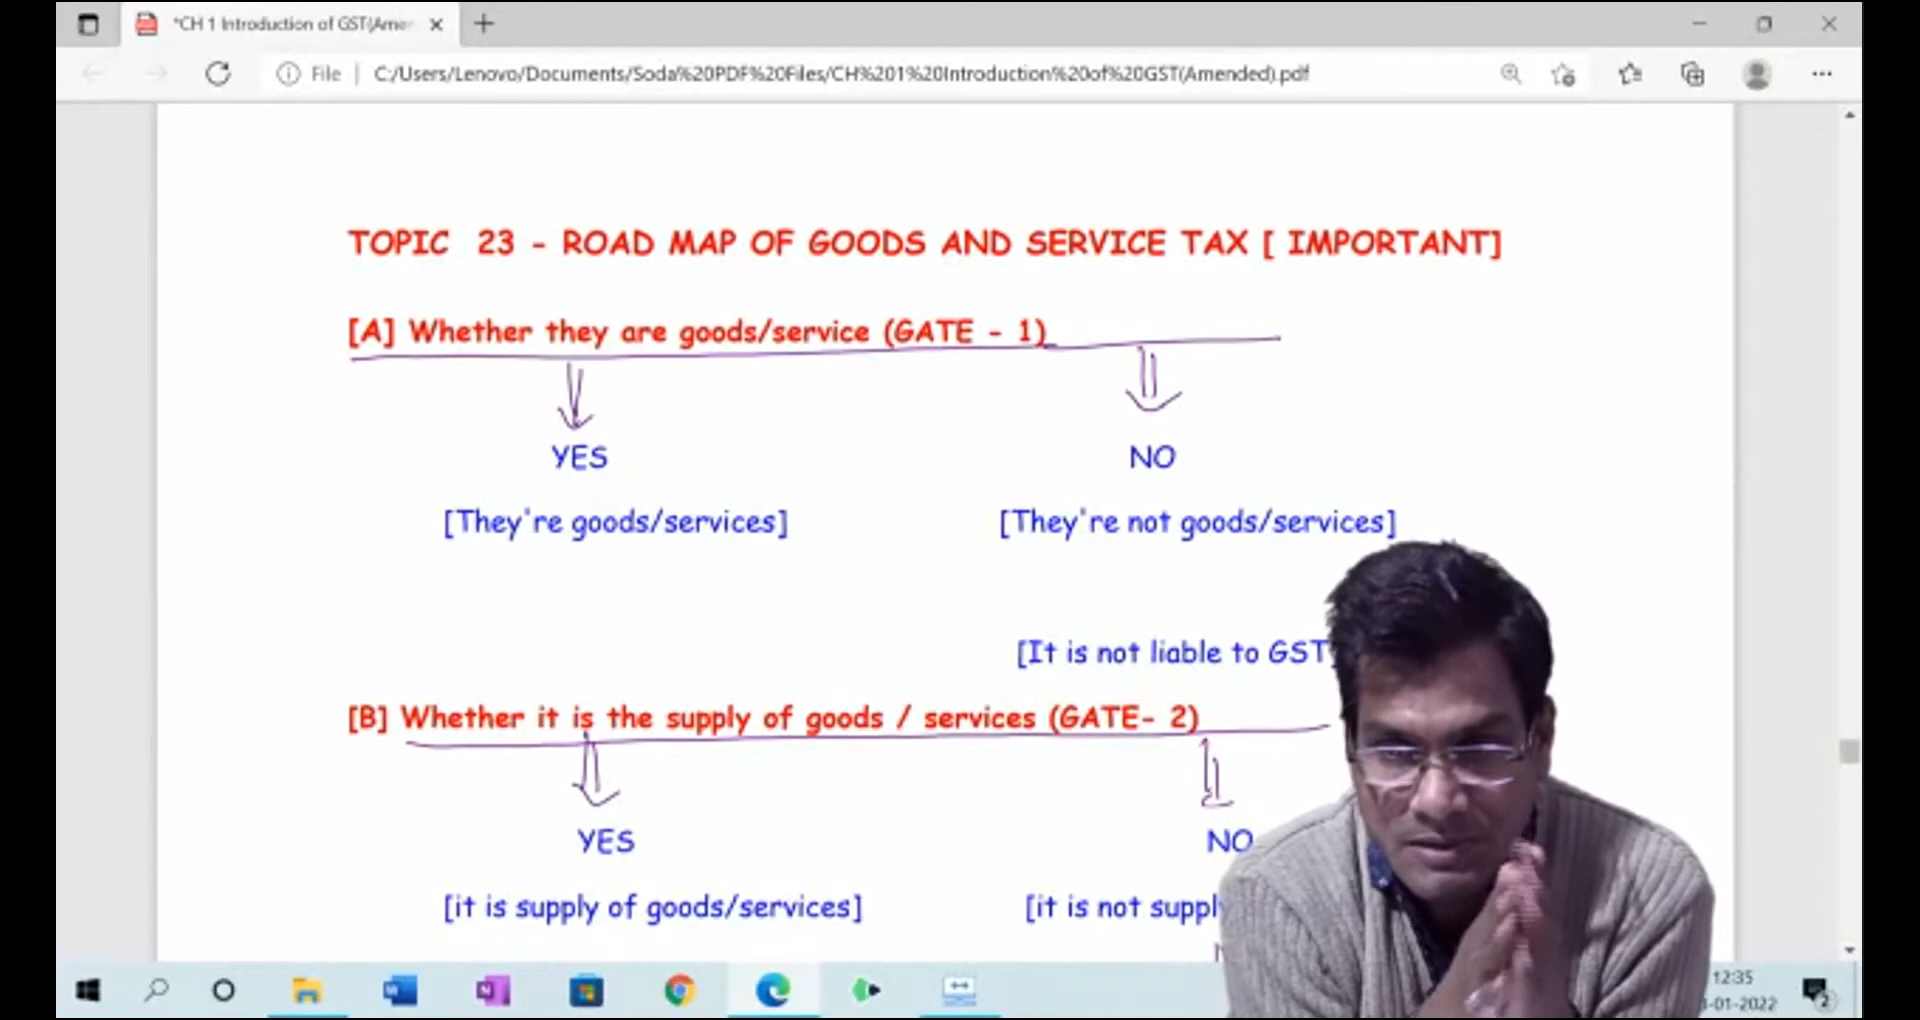 *CH 1 Introduction of GST(Ame
File
C:/Users/Lenovo/Documents/Soda%20PDF%20Files/CH%201%20Introduction%20of%20GST(Amended).pdf
TOPIC 23 - ROAD MAP OF GOODS AND SERVICE TAX [ IMPORTANT]
[A] Whether they are goods/service (GATE - 1)
YES NO
[They're goods/services] [They're not goods/services]
[It is not liable to GST]
[B] Whether it is the supply of goods / services (GATE- 2)
YES NO
[it is supply of goods/services] [it is not suppl
12:35
-01-2022
2